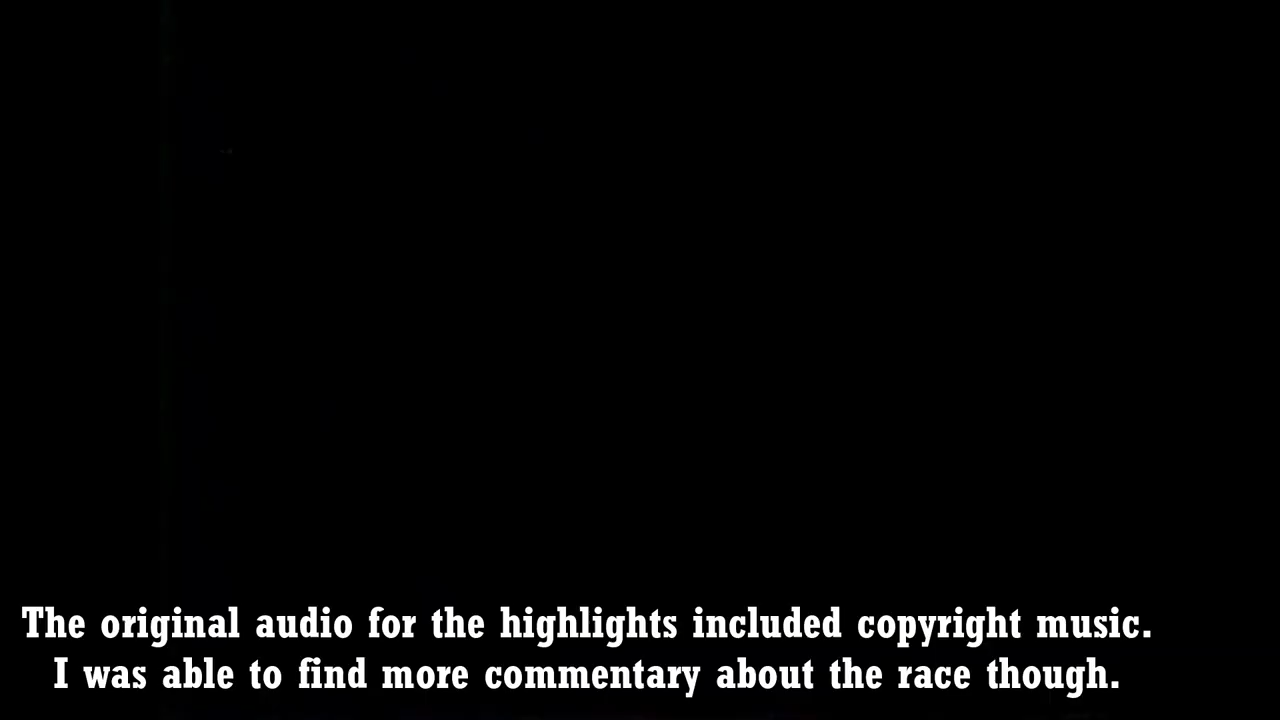 The original audio for the highlights included copyright music.
I was able to find more commentary about the race though.